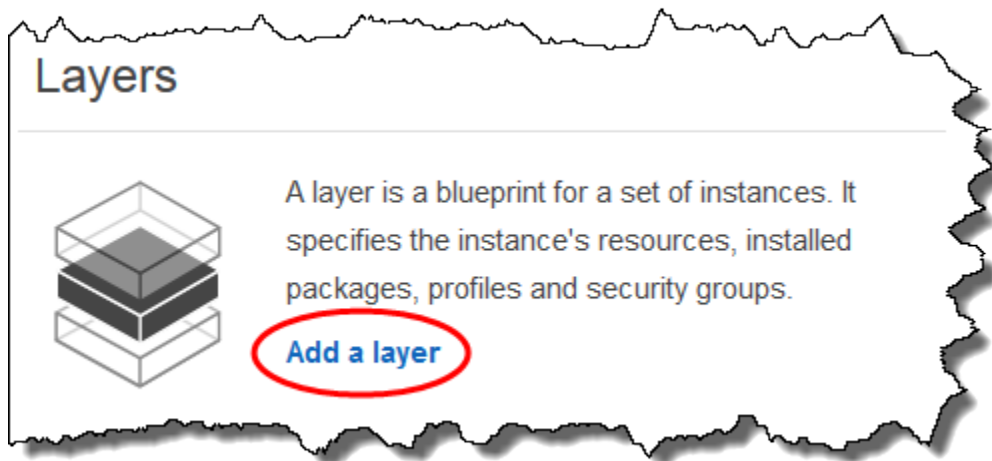 Layers
A layer is a blueprint for a set of instances. It
specifies the instance's resources, installed
packages, profiles and security groups.
Add a layer